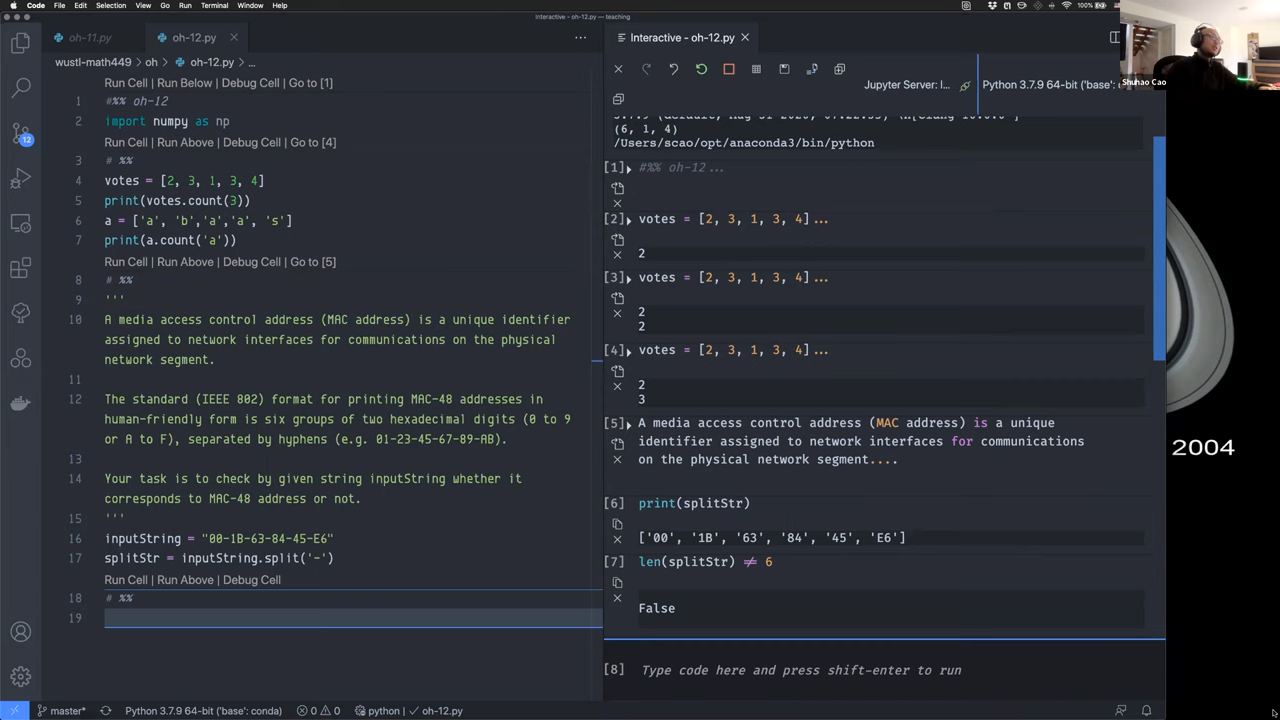 Code File Edit Selection View Go Run Terminal Window Help
100%
Interactive - oh-12.py — teaching
oh-11.py
oh-12.py
Interactive - oh-12.py
wustl-math449 > oh > oh-12.py > ...
Jupyter Server: l...
Python 3.7.9 64-bit ('base': c
Shuhao Cao
Run Cell | Run Below | Debug Cell | Go to [1]
1 #%% oh-12
2 import numpy as np
Run Cell | Run Above | Debug Cell | Go to [4]
3 # %%
4 votes = [2, 3, 1, 3, 4]
5 print(votes.count(3))
6 a = ['a', 'b','a','a', 's']
7 print(a.count('a'))
Run Cell | Run Above | Debug Cell | Go to [5]
8 # %%
9 '''
10 A media access control address (MAC address) is a unique identifier
assigned to network interfaces for communications on the physical
network segment.
11
12 The standard (IEEE 802) format for printing MAC-48 addresses in
human-friendly form is six groups of two hexadecimal digits (0 to 9
or A to F), separated by hyphens (e.g. 01-23-45-67-89-AB).
13
14 Your task is to check by given string inputString whether it
corresponds to MAC-48 address or not.
15 '''
16 inputString = "00-1B-63-84-45-E6"
17 splitStr = inputString.split('-')
Run Cell | Run Above | Debug Cell
18 # %%
19
(6, 1, 4)
/Users/scao/opt/anaconda3/bin/python
[1] #%% oh-12...
[2] votes = [2, 3, 1, 3, 4]...
2
[3] votes = [2, 3, 1, 3, 4]...
2
2
[4] votes = [2, 3, 1, 3, 4]...
2
3
[5] A media access control address (MAC address) is a unique
identifier assigned to network interfaces for communications
on the physical network segment....
[6] print(splitStr)
['00', '1B', '63', '84', '45', 'E6']
[7] len(splitStr) ≠ 6
False
[8] Type code here and press shift-enter to run
2004
12
master* Python 3.7.9 64-bit ('base': conda) 0 0 python oh-12.py